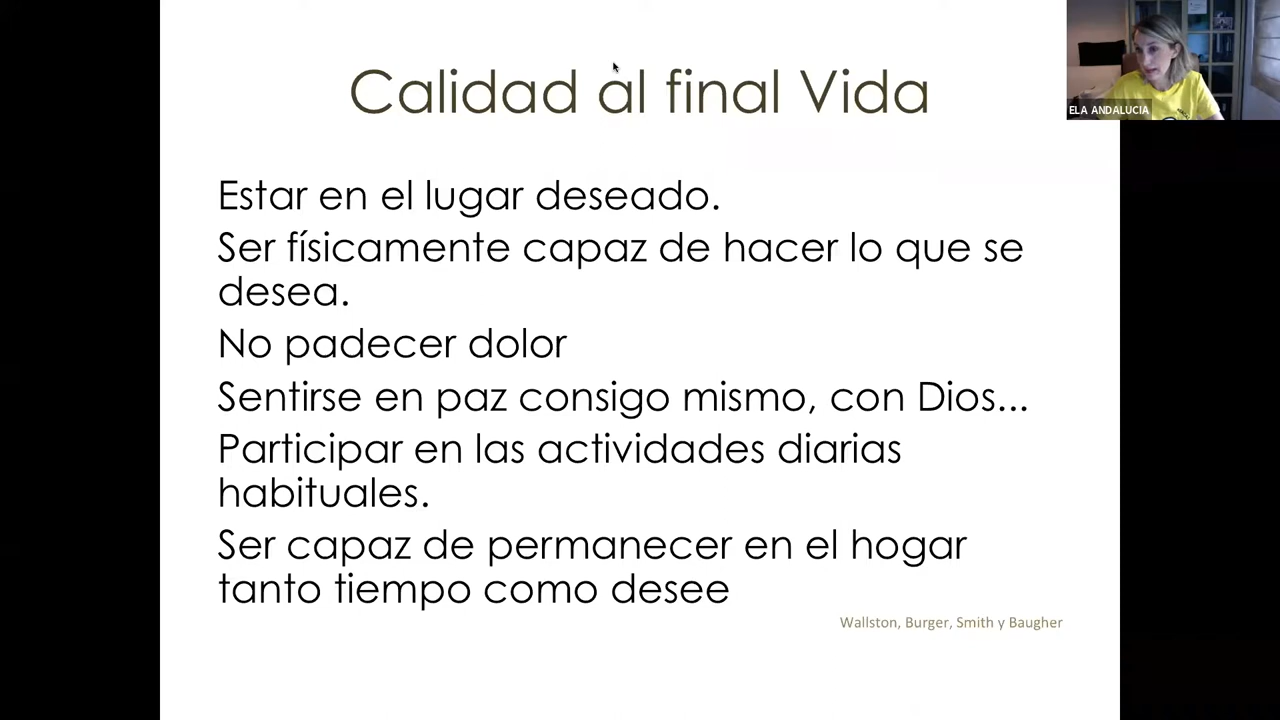 Calidad al final Vida
ELA ANDALUCIA
Estar en el lugar deseado.
Ser físicamente capaz de hacer lo que se
desea.
No padecer dolor
Sentirse en paz consigo mismo, con Dios...
Participar en las actividades diarias
habituales.
Ser capaz de permanecer en el hogar
tanto tiempo como desee
Wallston, Burger, Smith y Baugher